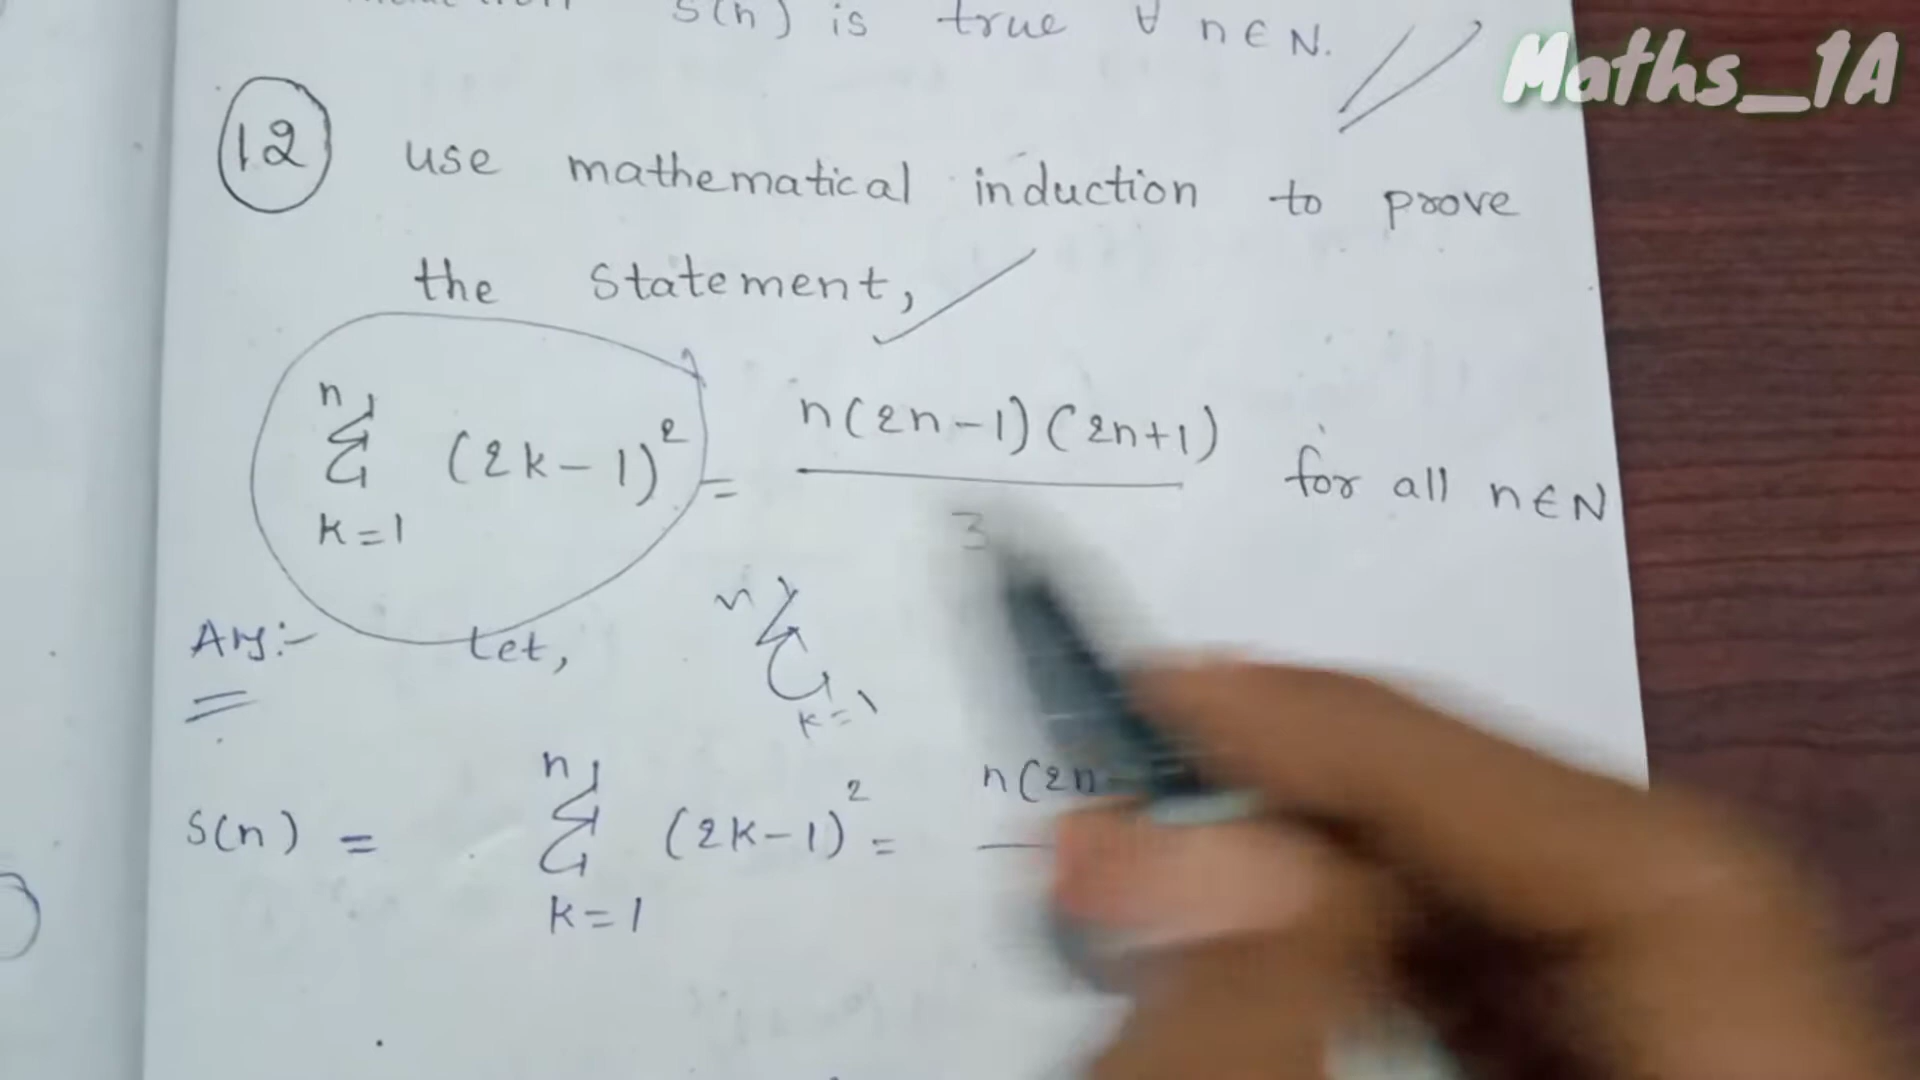 S(n) is true ∀ n∈N.
Maths_1A
12 use mathematical induction to prove
the statement,
n
∑ (2k-1)² = n(2n-1)(2n+1) for all n∈N
k=1 3
Ans:- Let, n ∑ k=1
n
S(n) = ∑ (2k-1)² = n(2n
k=1